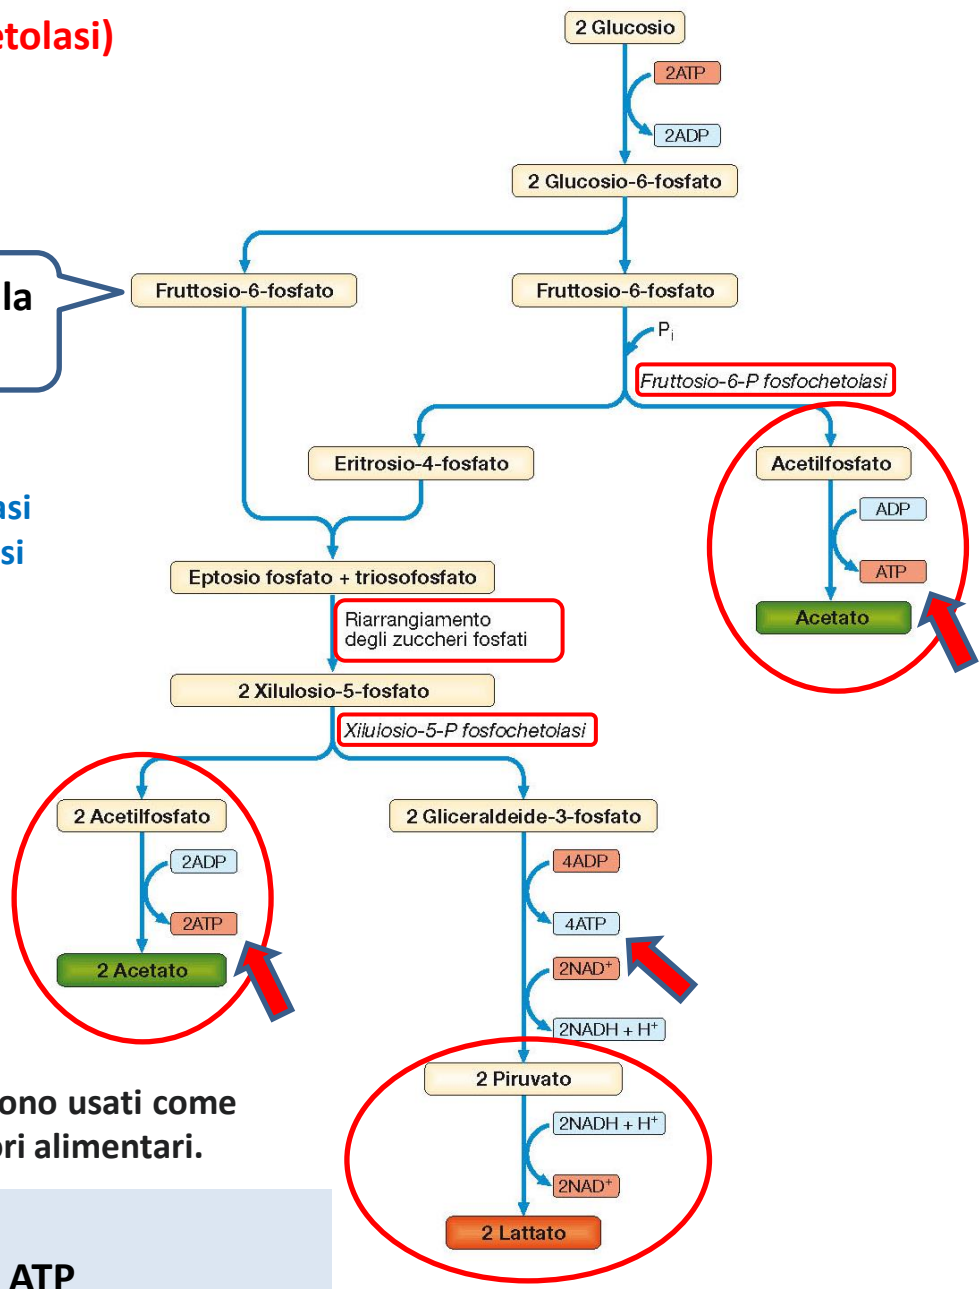 etolasi)
2 Glucosio
2ATP
2ADP
2 Glucosio-6-fosfato
la
Fruttosio-6-fosfato
Fruttosio-6-fosfato
Pi
Fruttosio-6-P fosfochetolasi
Eritrosio-4-fosfato
Acetilfosfato
asi
si
ADP
ATP
Eptosio fosfato + triosofosfato
Acetato
Riarrangiamento
degli zuccheri fosfati
2 Xilulosio-5-fosfato
Xilulosio-5-P fosfochetolasi
2 Acetilfosfato
2 Gliceraldeide-3-fosfato
2ADP
4ADP
2ATP
4ATP
2 Acetato
2NAD⁺
2NADH + H⁺
2 Piruvato
ono usati come
ori alimentari.
2NADH + H⁺
2NAD⁺
2 Lattato
ATP